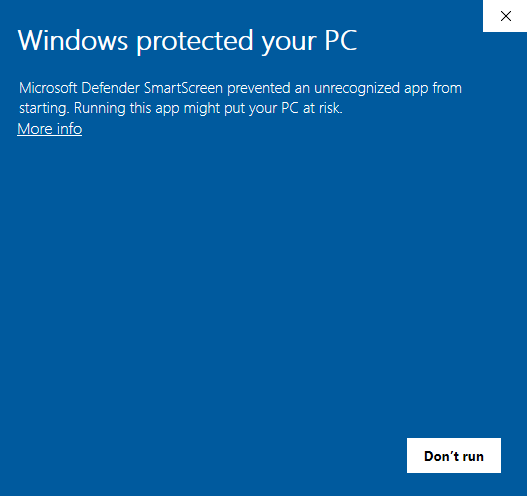 Windows protected your PC
Microsoft Defender SmartScreen prevented an unrecognized app from
starting. Running this app might put your PC at risk.
More info
Don’t run